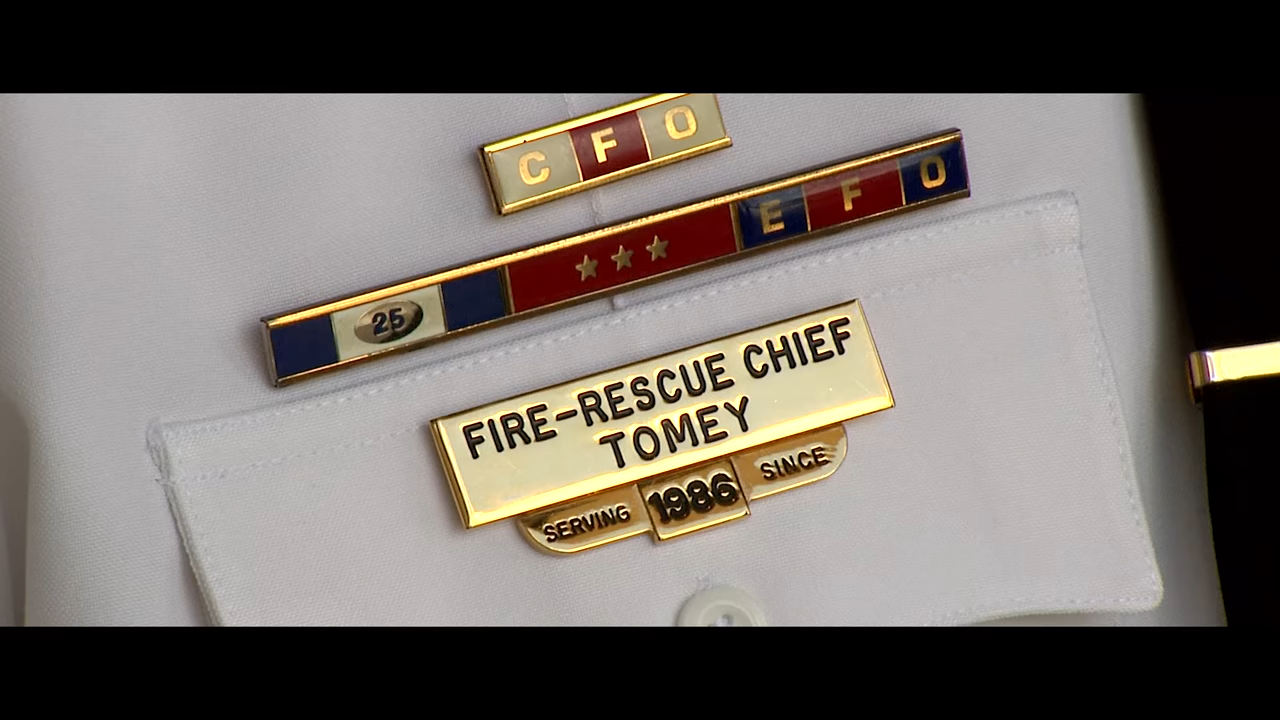 CFO
25 EFO
FIRE-RESCUE CHIEF
TOMEY
SERVING 1986 SINCE